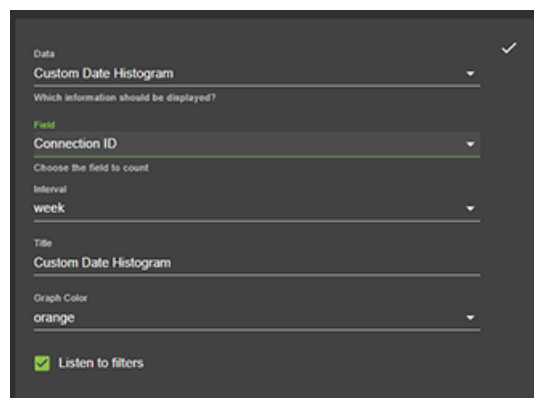 Data
Custom Date Histogram
Which information should be displayed?
Field
Connection ID
Choose the field to count
Interval
week
Title
Custom Date Histogram
Graph Color
orange
Listen to filters